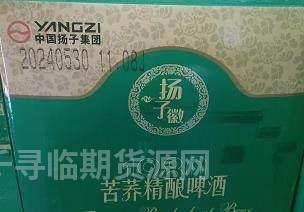 YANGZI
中国扬子集团
20240530 11 08J
扬
子
徽
寻临期货源网
苦荞精酿啤酒